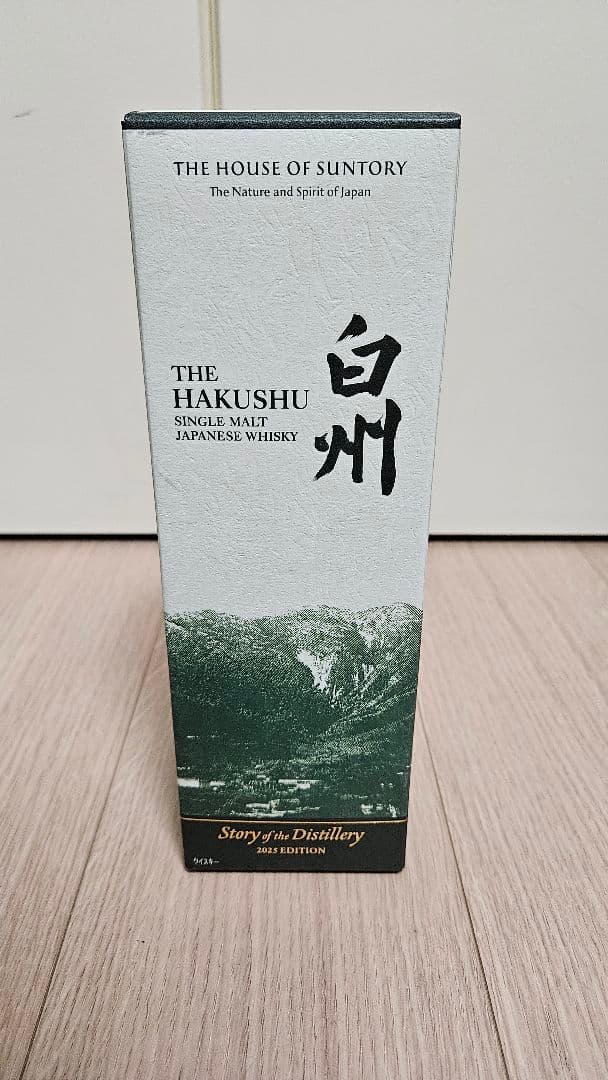 THE HOUSE OF SUNTORY
The Nature and Spirit of Japan
白州
THE
HAKUSHU
SINGLE MALT
JAPANESE WHISKY
Story of the Distillery
2025 EDITION
ウイスキー